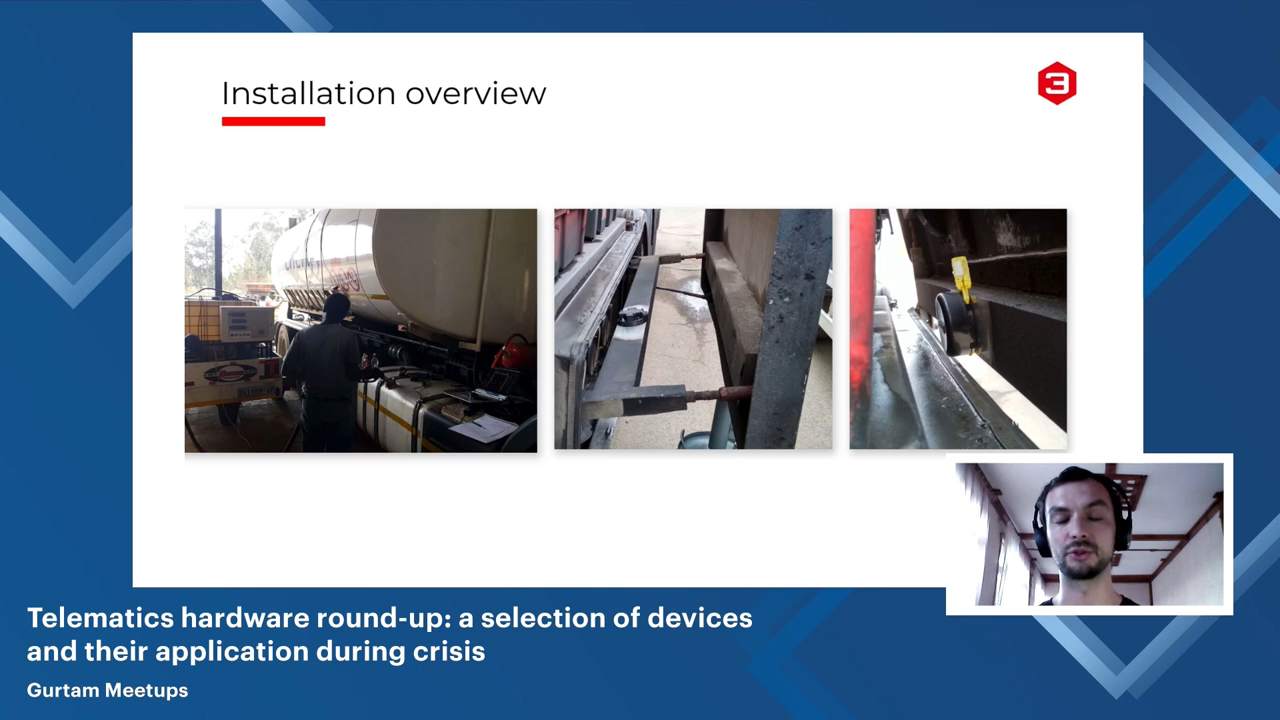 Installation overview
Telematics hardware round-up: a selection of devices
and their application during crisis
Gurtam Meetups